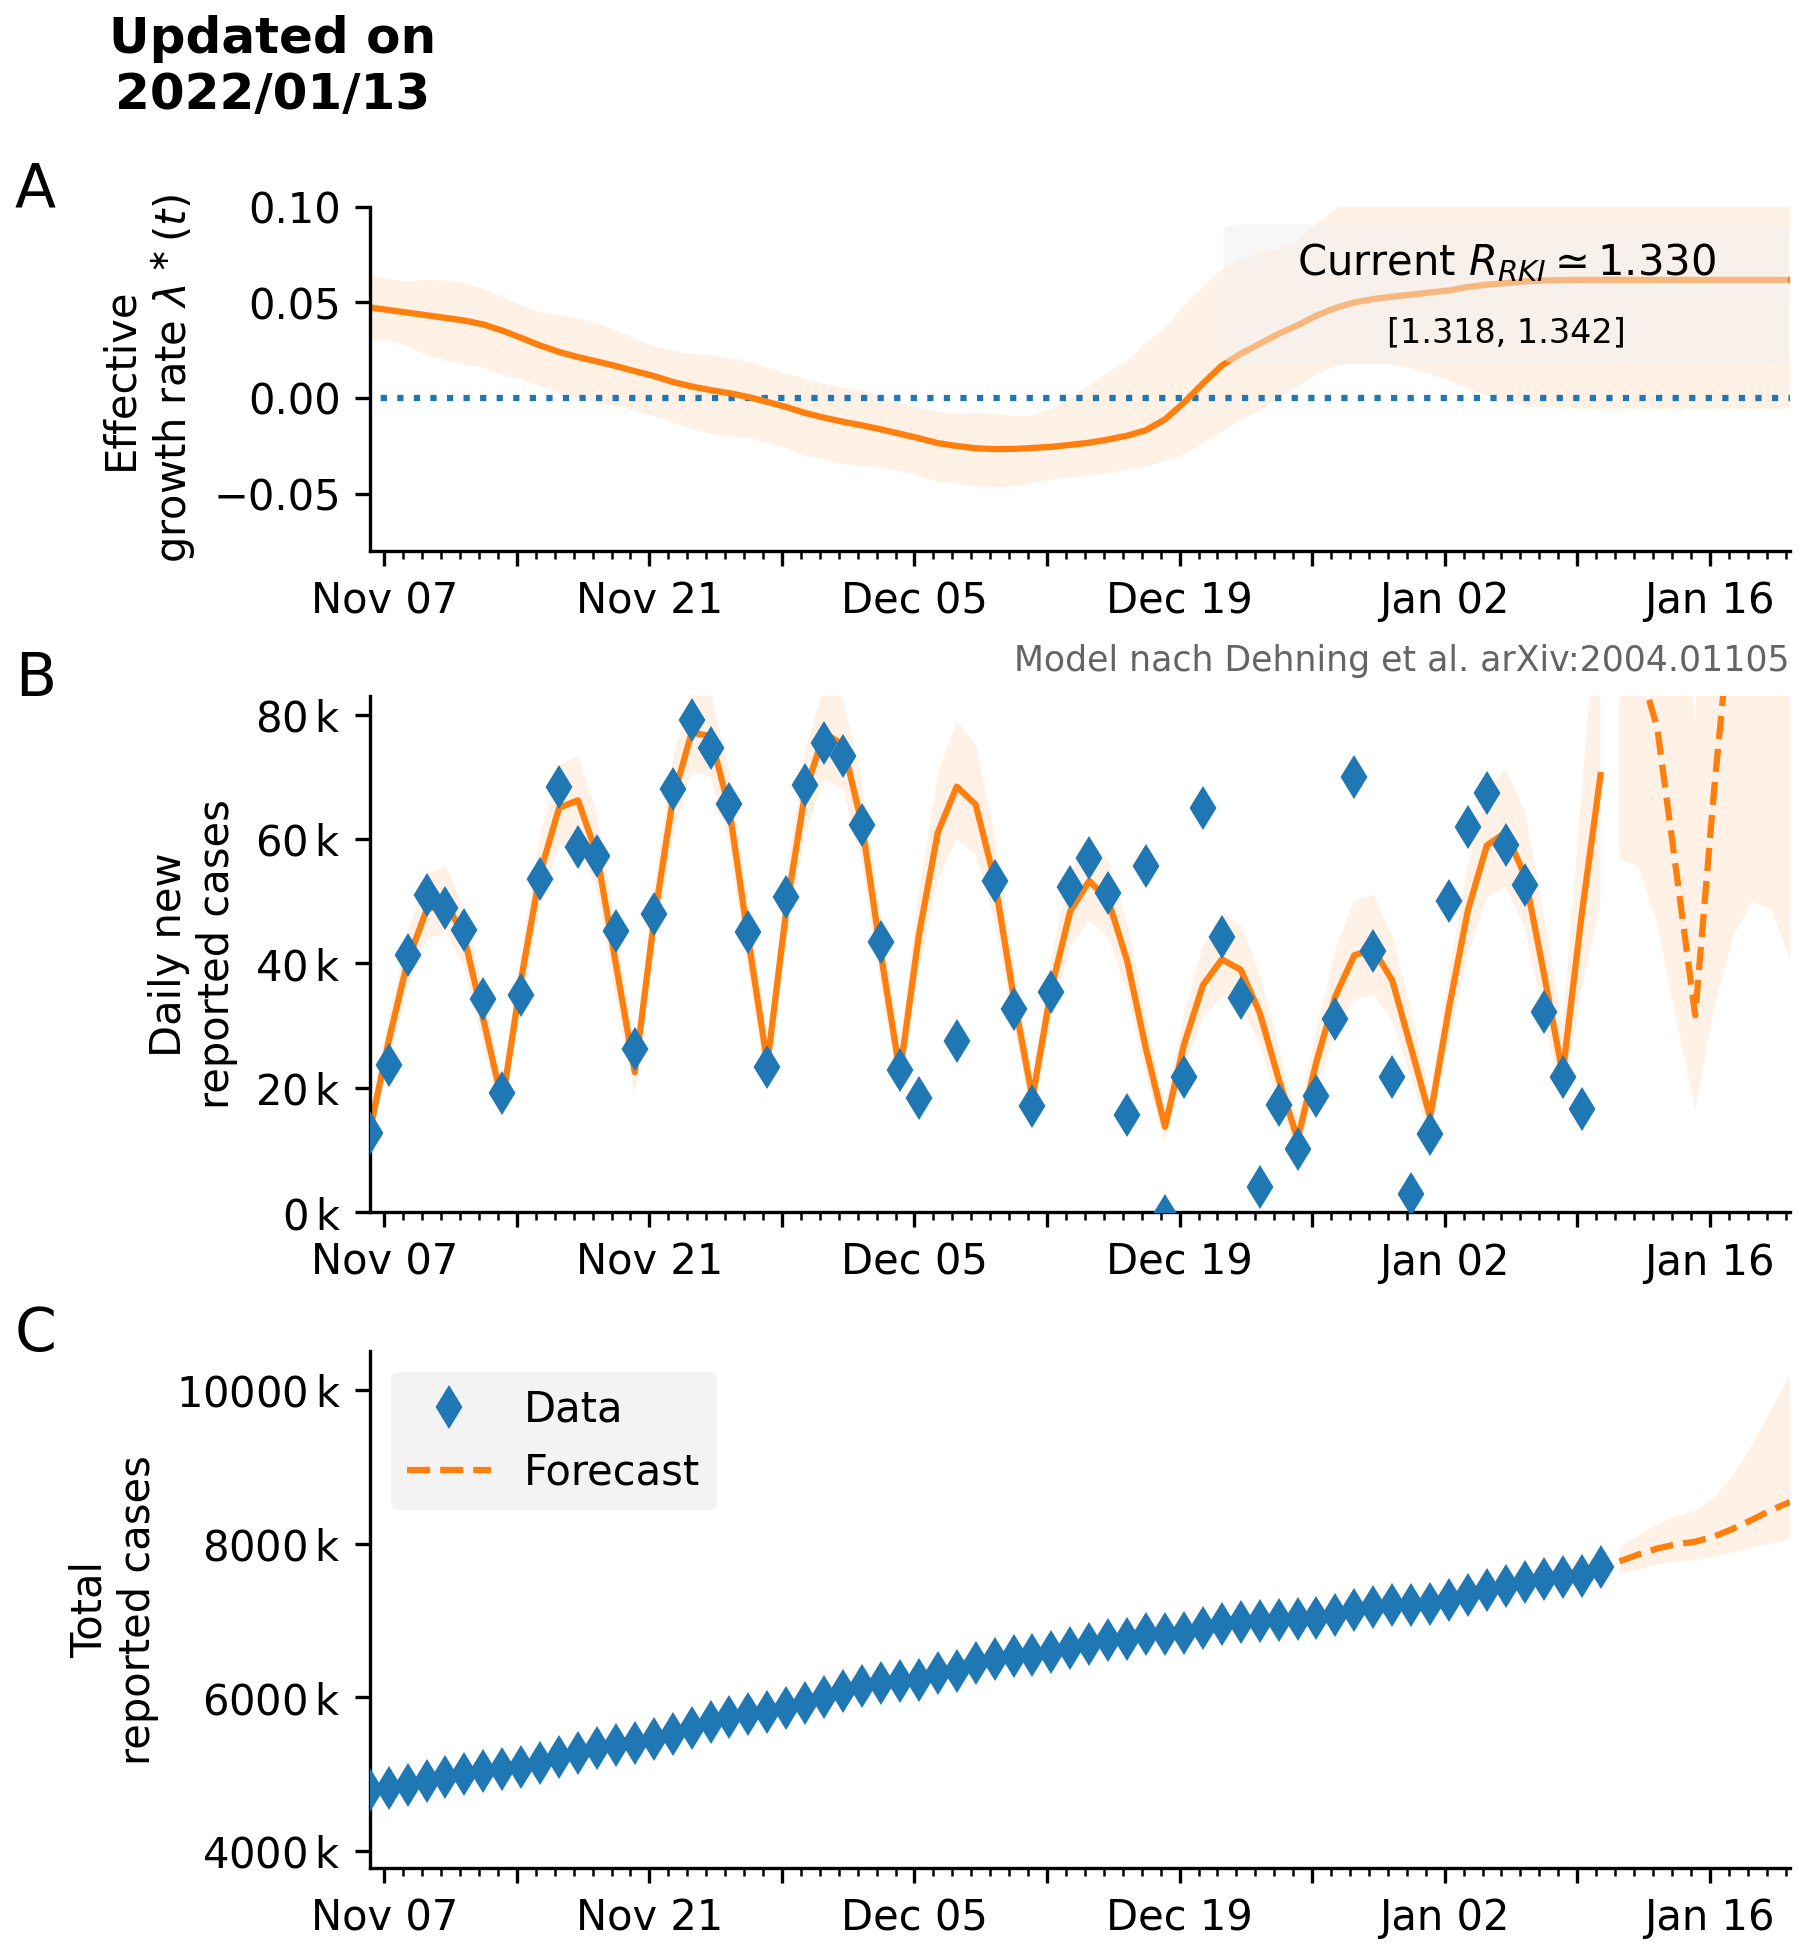 Updated on
2022/01/13
A
Effective
growth rate λ * (t)
0.10
0.05
0.00
−0.05
Current R_RKI ≃ 1.330
[1.318, 1.342]
Nov 07 Nov 21 Dec 05 Dec 19 Jan 02 Jan 16
Model nach Dehning et al. arXiv:2004.01105
B
Daily new
reported cases
80 k
60 k
40 k
20 k
0 k
Nov 07 Nov 21 Dec 05 Dec 19 Jan 02 Jan 16
C
Total
reported cases
10000 k
8000 k
6000 k
4000 k
Data
Forecast
Nov 07 Nov 21 Dec 05 Dec 19 Jan 02 Jan 16